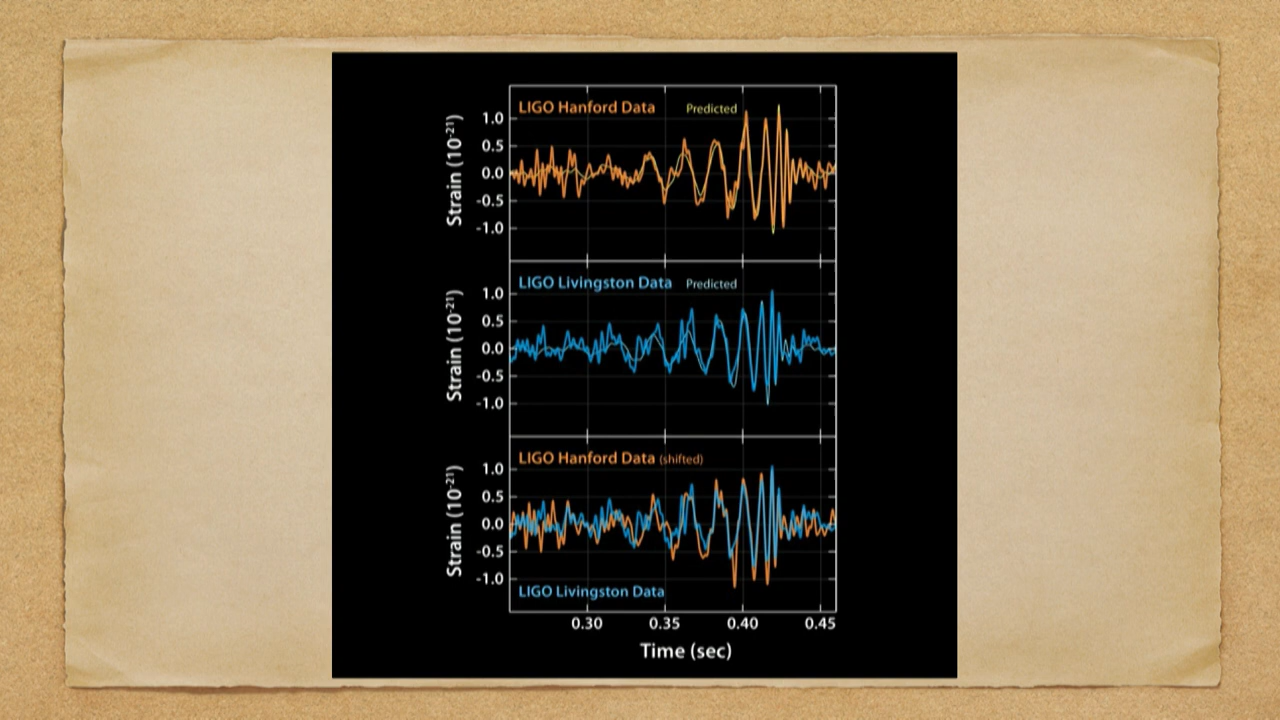 LIGO Hanford Data Predicted
1.0
0.5
0.0
-0.5
-1.0
Strain (10⁻²¹)
LIGO Livingston Data Predicted
1.0
0.5
0.0
-0.5
-1.0
Strain (10⁻²¹)
LIGO Hanford Data (shifted)
1.0
0.5
0.0
-0.5
-1.0
Strain (10⁻²¹)
LIGO Livingston Data
0.30 0.35 0.40 0.45
Time (sec)